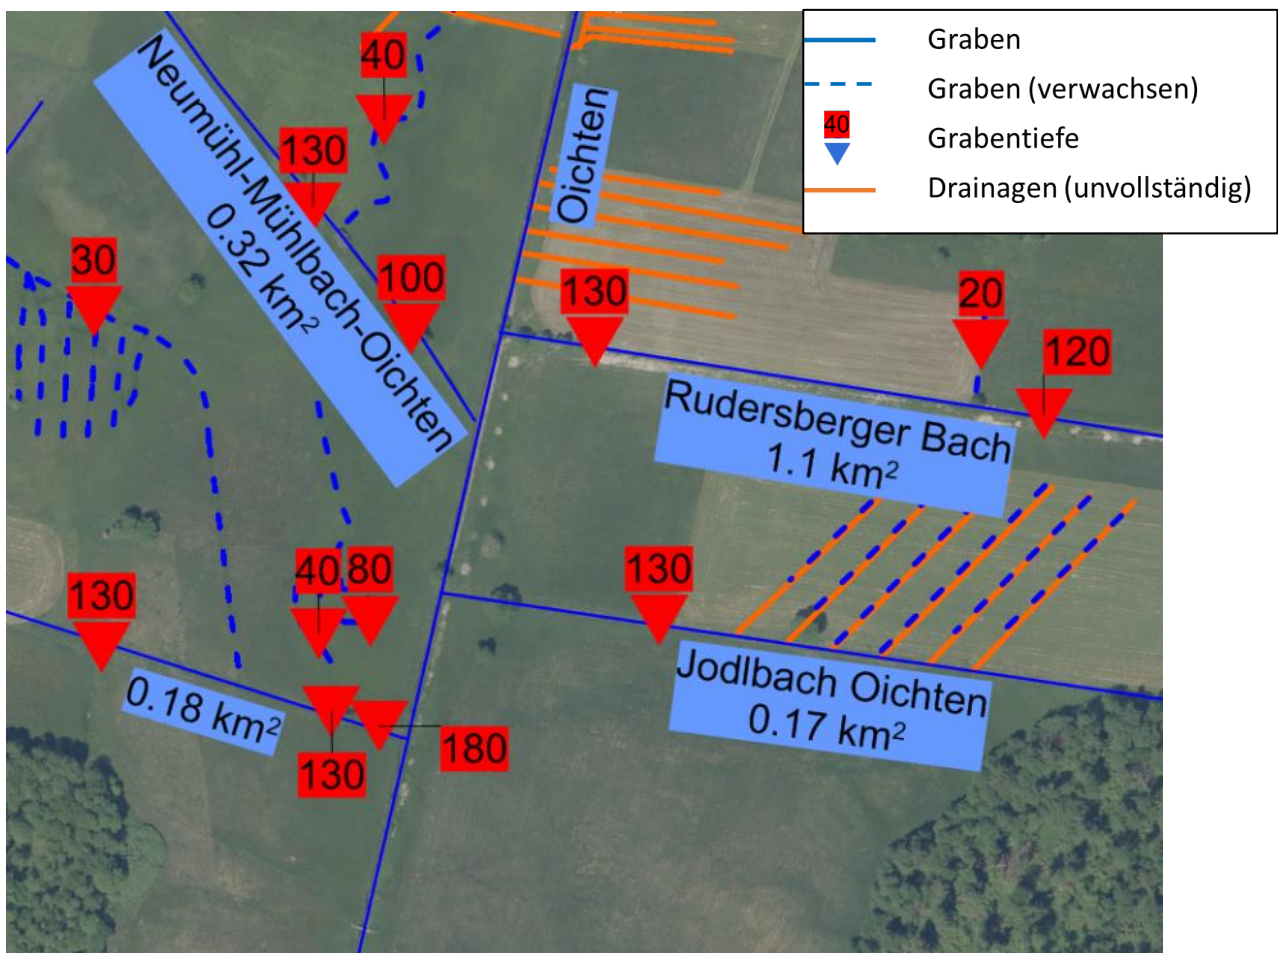 Graben
Graben (verwachsen)
40
Grabentiefe
Drainagen (unvollständig)
40
130
Neumühl-Mühlbach-Oichten
0.32 km²
Oichten
30
100
130
20
120
Rudersberger Bach
1.1 km²
40
80
130
130
130
0.18 km²
Jodlbach Oichten
0.17 km²
180